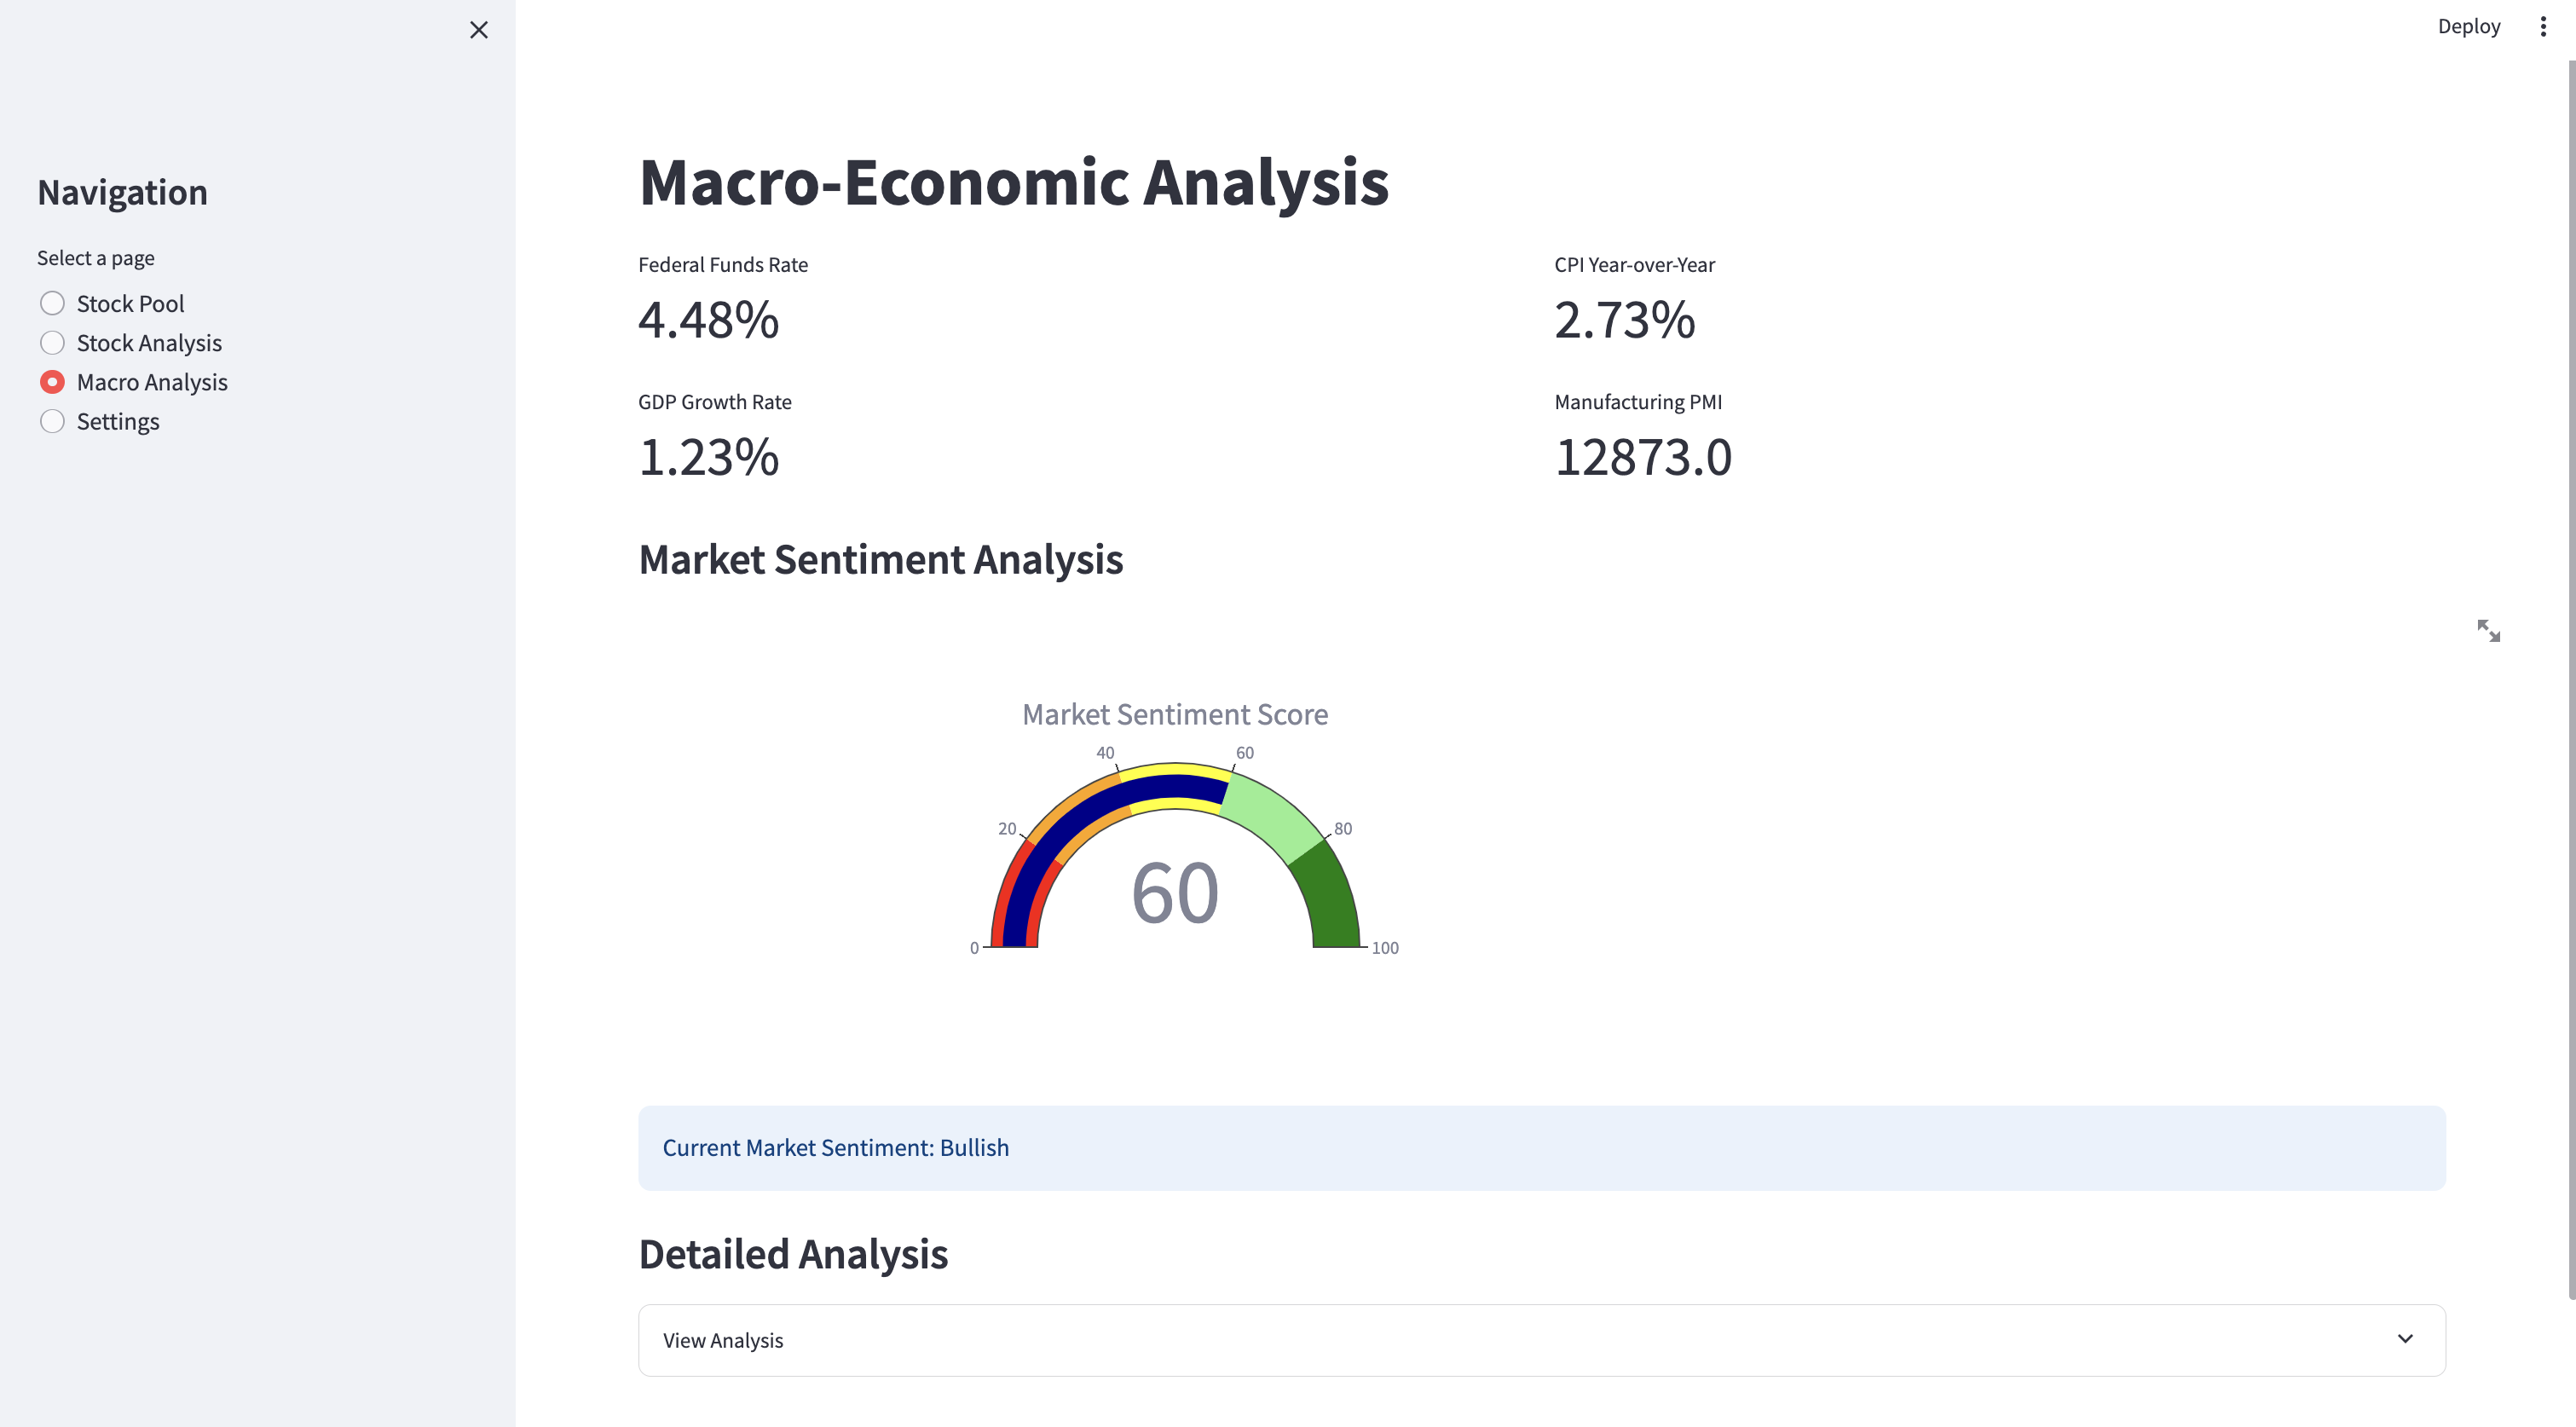 Deploy
Navigation
Select a page
Stock Pool
Stock Analysis
Macro Analysis
Settings
Macro-Economic Analysis
Federal Funds Rate
4.48%
CPI Year-over-Year
2.73%
GDP Growth Rate
1.23%
Manufacturing PMI
12873.0
Market Sentiment Analysis
Market Sentiment Score
0
20
40
60
80
100
60
Current Market Sentiment: Bullish
Detailed Analysis
View Analysis